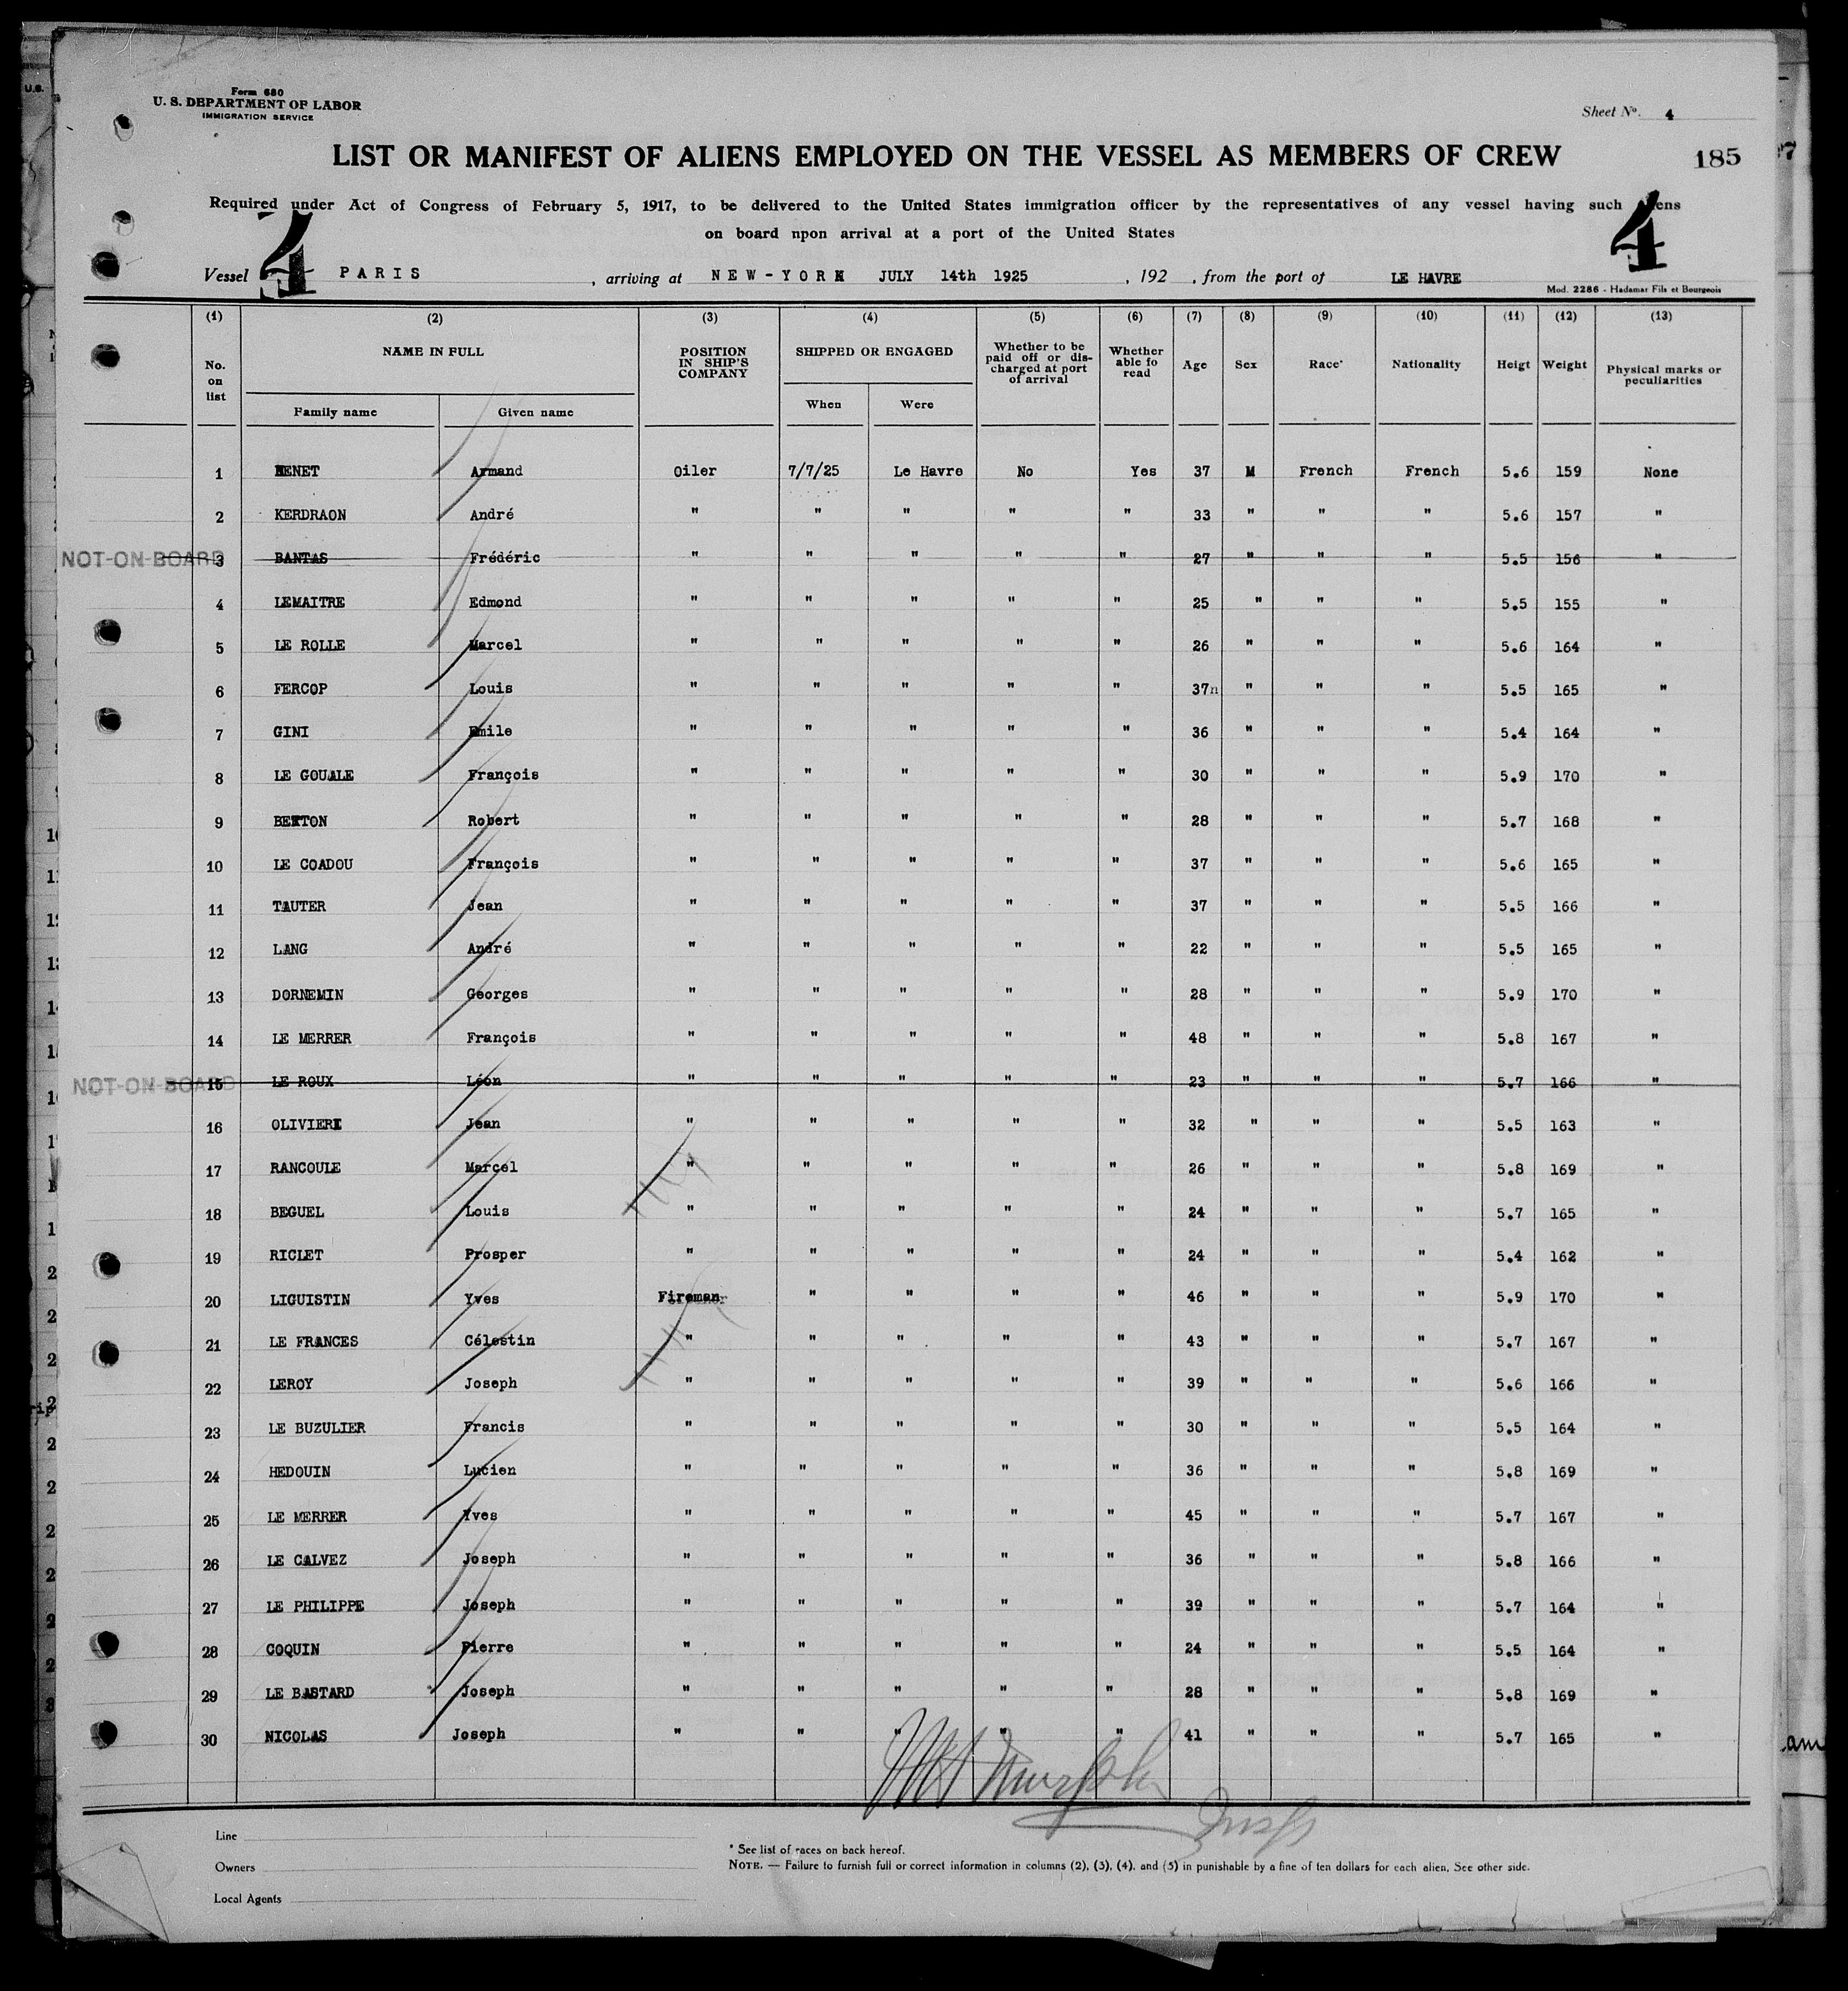 Form 680
U. S. DEPARTMENT OF LABOR
IMMIGRATION SERVICE
Sheet No. 4
LIST OR MANIFEST OF ALIENS EMPLOYED ON THE VESSEL AS MEMBERS OF CREW
185
Required under Act of Congress of February 5, 1917, to be delivered to the United States immigration officer by the representatives of any vessel having such
on board npon arrival at a port of the United States
4 4
Vessel PARIS , arriving at NEW-YORK JULY 14th 1925 , 192 , from the port of LE HAVRE
Mod. 2286 - Hadamar Fils et Bourgeois
(1) (2) (3) (4) (5) (6) (7) (8) (9) (10) (11) (12) (13)
No. on list NAME IN FULL POSITION IN SHIP'S COMPANY SHIPPED OR ENGAGED Whether to be paid off or discharged at port of arrival Whether able fo read Age Sex Race* Nationality Heigt Weight Physical marks or peculiarities
Family name Given name When Were
1 Armand Oiler 7/7/25 Le Havre No Yes 37 M French French 5.6 159 None
2 KERDRAON André " " " " " 33 " " " 5.6 157 "
NOT-ON-BOARD 3 BANTAS Frédéric " " " " " 27 " " " 5.5 156 "
4 LEMAITRE Edmond " " " " " 25 " " " 5.5 155 "
5 LE ROLLE Marcel " " " " " 26 " " " 5.6 164 "
6 FERCOP Louis " " " " " 37n " " " 5.5 165 "
7 GINI Emile " " " " " 36 " " " 5.4 164 "
8 LE GOUALE François " " " " " 30 " " " 5.9 170 "
9 Robert " " " " " 28 " " " 5.7 168 "
10 LE COADOU François " " " " " 37 " " " 5.6 165 "
11 TAUTER Jean " " " " " 37 " " " 5.5 166 "
12 LANG André " " " " " 22 " " " 5.5 165 "
13 DORNEMIN Georges " " " " " 28 " " " 5.9 170 "
14 LE MERRER François " " " " " 48 " " " 5.8 167 "
NOT-ON-BOARD 15 LE ROUX Léon " " " " " 23 " " " 5.7 166 "
16 OLIVIERI Jean " " " " " 32 " " " 5.5 163 "
17 RANCOULE Marcel " " " " " 26 " " " 5.8 169 "
18 BEGUEL Louis " " " " " 24 " " " 5.7 165 "
19 RICLET Prosper " " " " " 24 " " " 5.4 162 "
20 LIGUISTIN Yves Fireman " " " " 46 " " " 5.9 170 "
21 LE FRANCES Célestin " " " " " 43 " " " 5.7 167 "
22 LEROY Joseph " " " " " 39 " " " 5.6 166 "
23 LE BUZULIER Francis " " " " " 30 " " " 5.5 164 "
24 HEDOUIN Lucien " " " " " 36 " " " 5.8 169 "
25 LE MERRER Yves " " " " " 45 " " " 5.7 167 "
26 LE CALVEZ Joseph " " " " " 36 " " " 5.8 166 "
27 LE PHILIPPE Joseph " " " " " 39 " " " 5.7 164 "
28 COQUIN Pierre " " " " " 24 " " " 5.5 164 "
29 LE BASTARD Joseph " " " " " 28 " " " 5.8 169 "
30 NICOLAS Joseph " " " " " 41 " " " 5.7 165 "
Murphy
Insp
Line
Owners
Local Agents
* See list of races on back hereof.
NOTE. — Failure to furnish full or correct information in columns (2), (3), (4), and (5) in punishable by a fine of ten dollars for each alien, See other side.